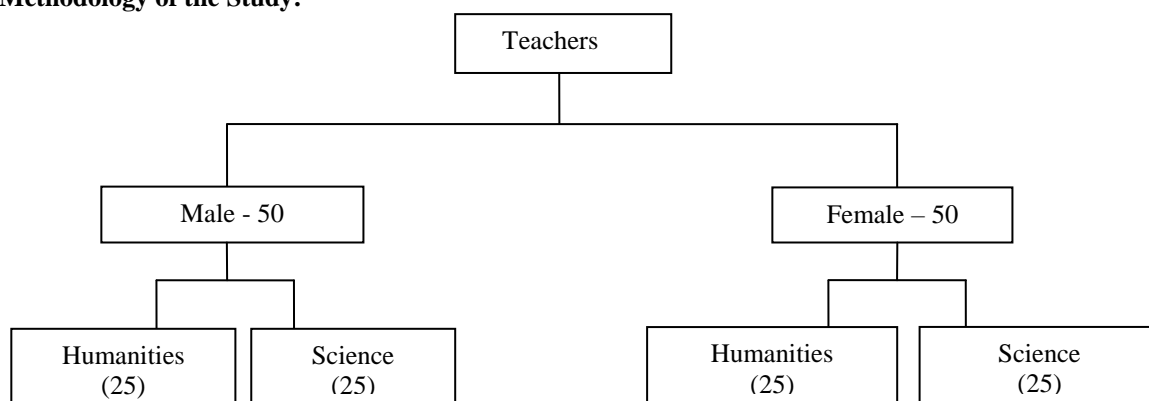 Methodology of the Study:
Teachers
Male - 50
Female – 50
Humanities
(25)
Science
(25)
Humanities
(25)
Science
(25)